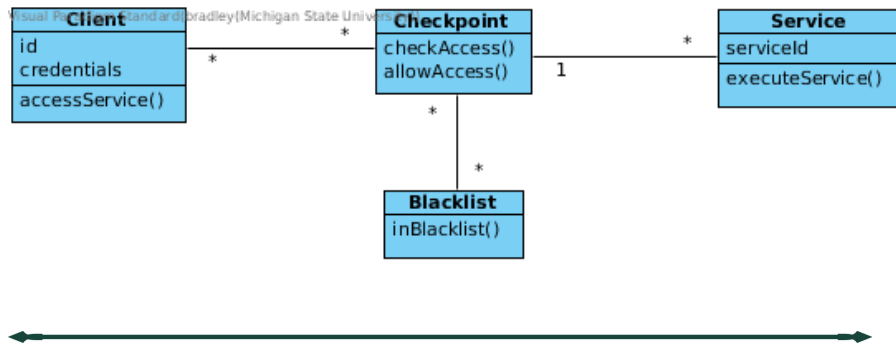 Visual Paradigm Standard(bradley(Michigan State University))
Client
id
credentials
accessService()
*
*
Checkpoint
checkAccess()
allowAccess()
1
*
Service
serviceId
executeService()
*
*
Blacklist
inBlacklist()